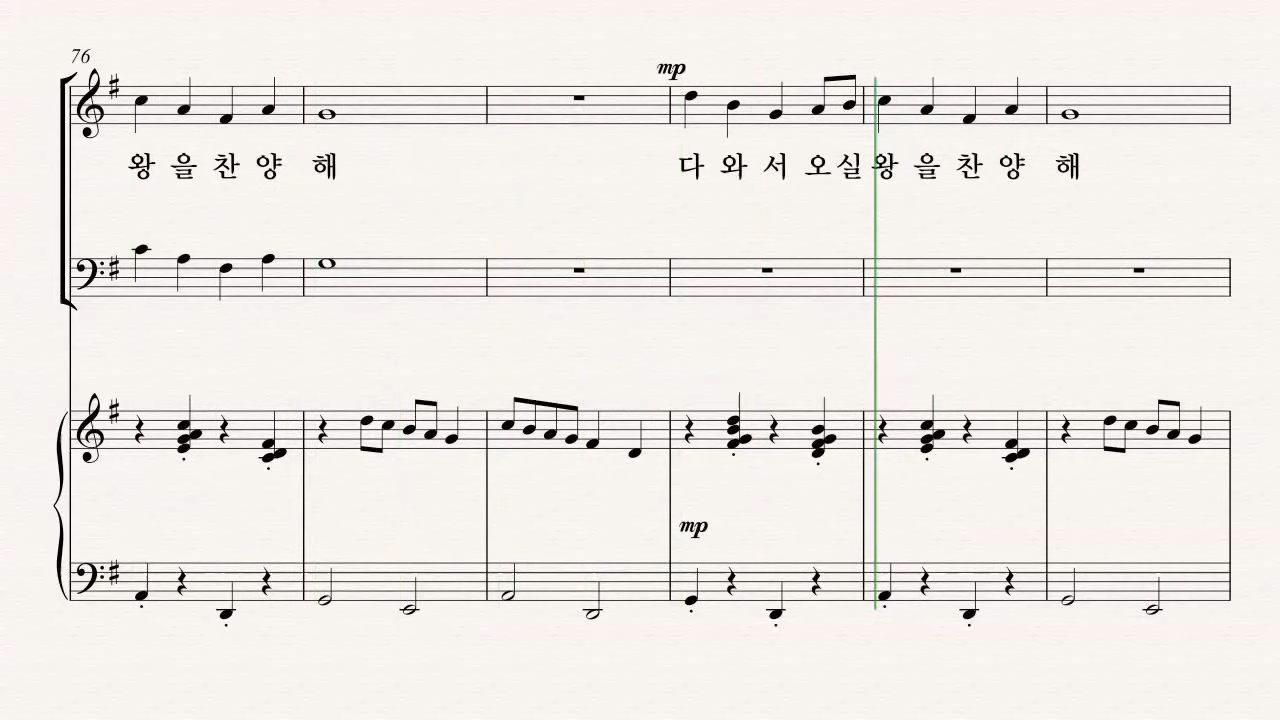 76
mp
왕 을 찬 양 해 다 와 서 오 실 왕 을 찬 양 해
mp